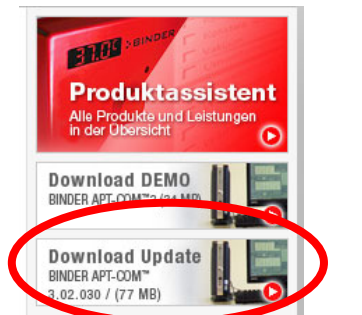 37.0°C >BINDER
Produktassistent
Alle Produkte und Leistungen
in der Übersicht
Download DEMO
BINDER APT-COM™
Download Update
BINDER APT-COM™
3.02.030 / (77 MB)